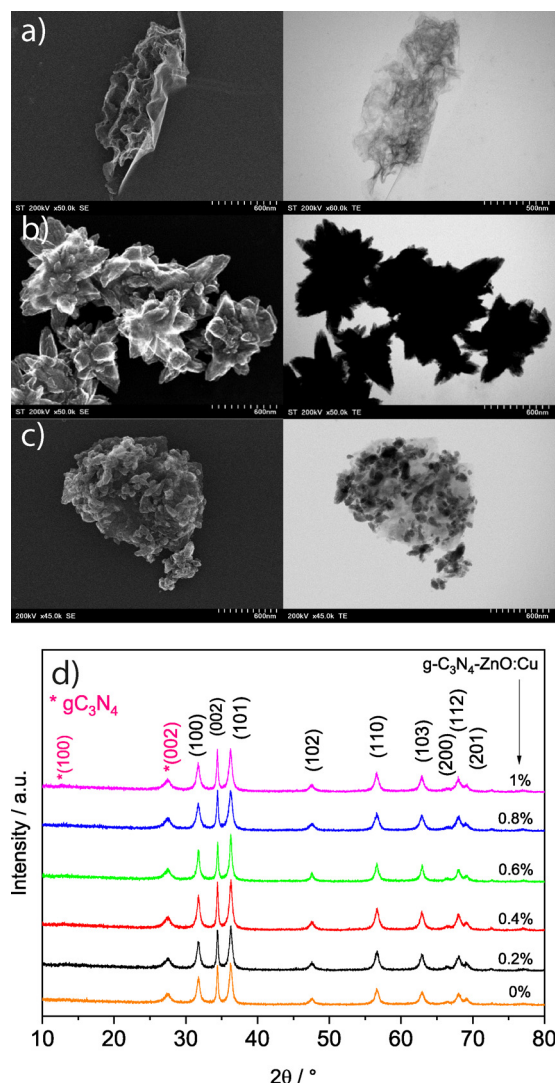 a)
ST 200kV x50.0k SE 600nm
ST 200kV x60.0k TE 500nm
b)
ST 200kV x50.0k SE 600nm
ST 200kV x50.0k TE 600nm
c)
200kV x45.0k SE 600nm
200kV x45.0k TE 600nm
d)
g-C₃N₄-ZnO:Cu
* gC₃N₄
*(100)
*(002)
(100)
(002)
(101)
(102)
(110)
(103)
(200)
(112)
(201)
1%
0.8%
0.6%
0.4%
0.2%
0%
Intensity / a.u.
10 20 30 40 50 60 70 80
2θ / °